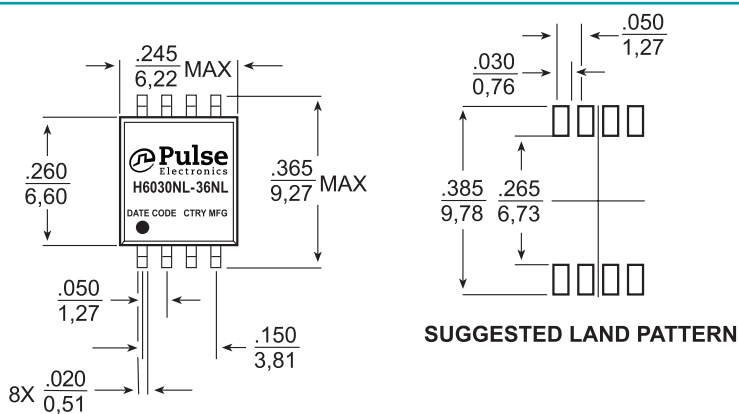 .245
6,22 MAX
.260
6,60
Pulse
Electronics
H6030NL-36NL
DATE CODE CTRY MFG
.365
9,27 MAX
.050
1,27
.150
3,81
8X .020
0,51
.050
1,27
.030
0,76
.385
9,78
.265
6,73
SUGGESTED LAND PATTERN